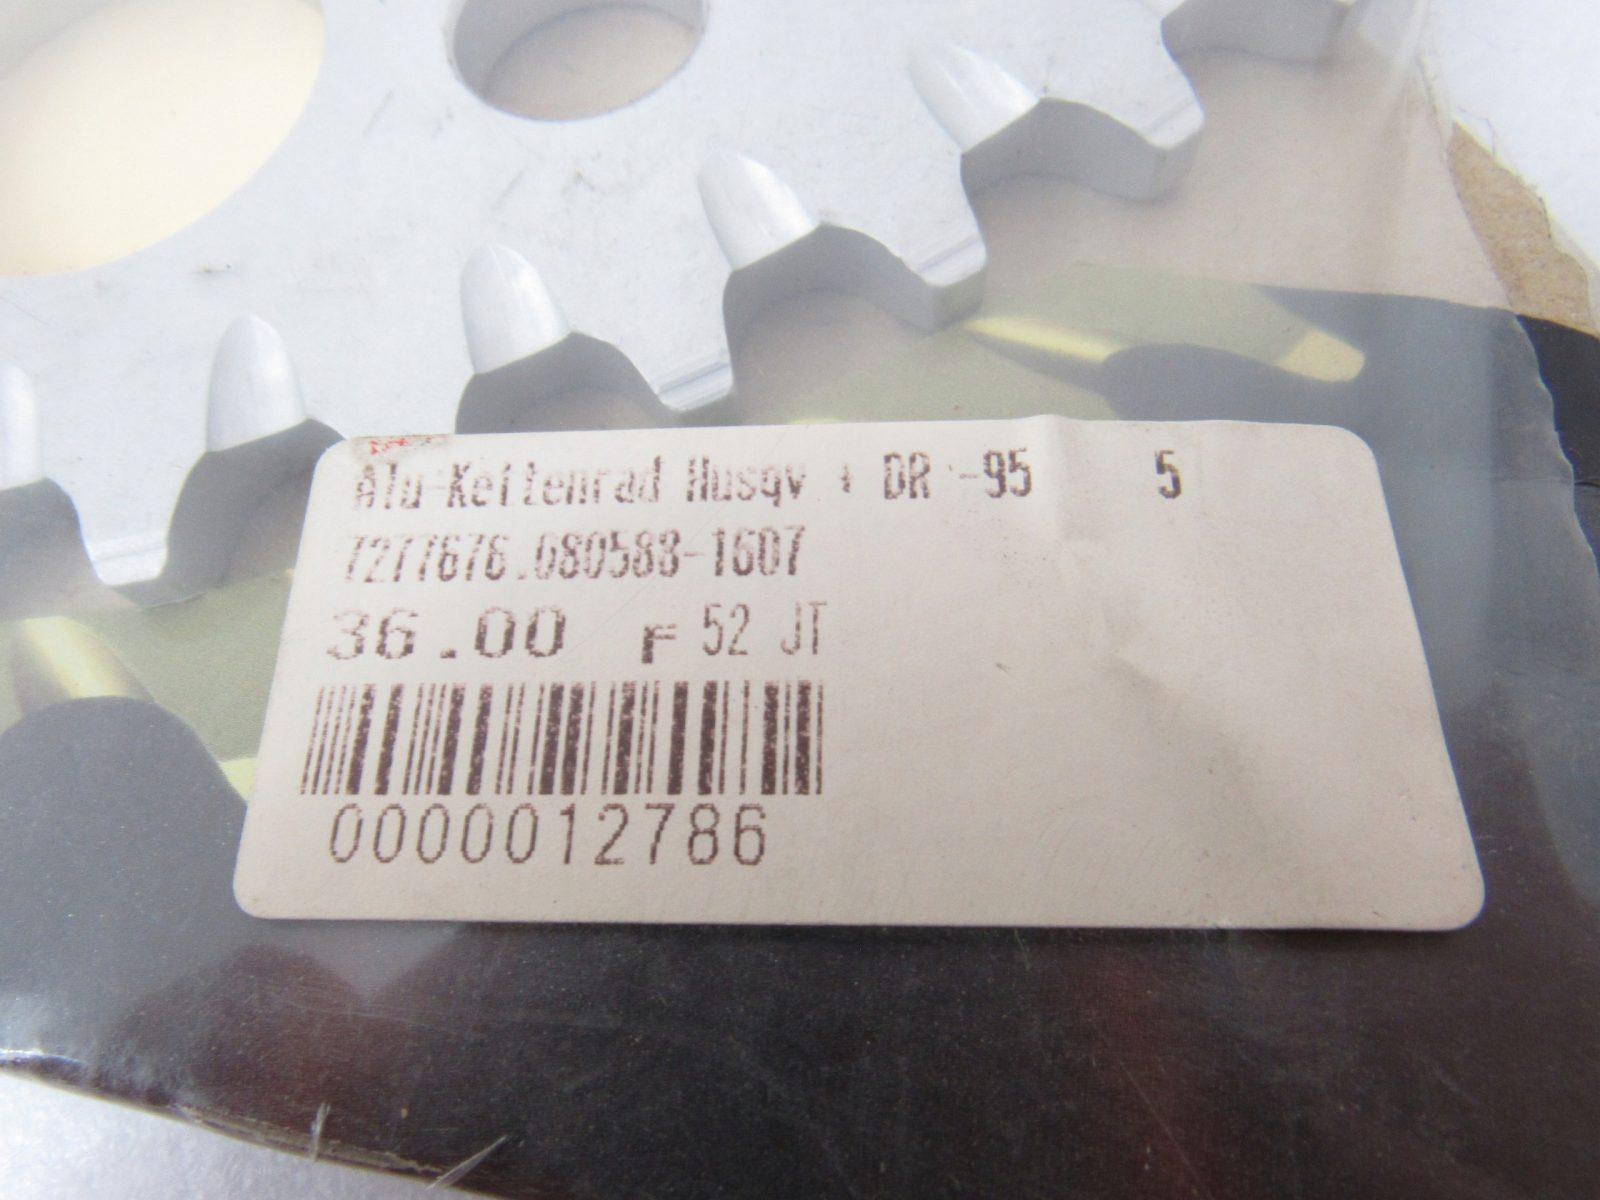 Alu-Kettenrad Husqv + DR -95 5
7277676.080588-1607
36.00 F 52 JT
0000012786